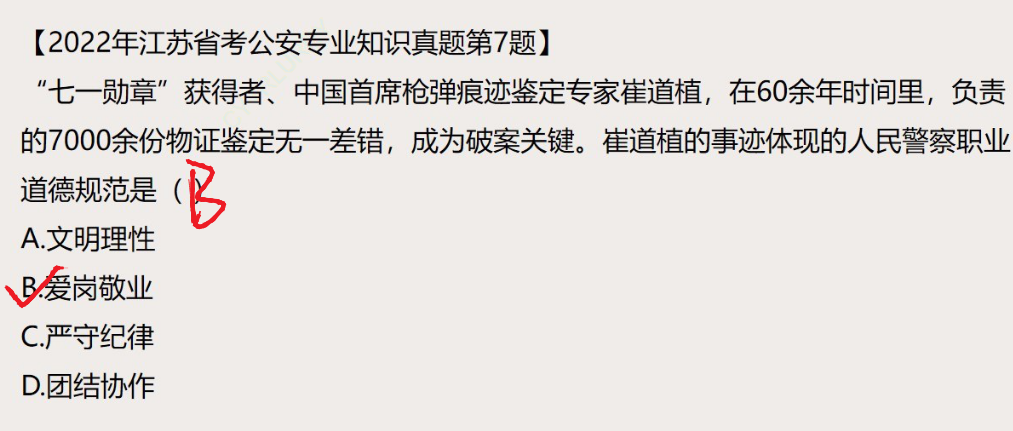 【2022年江苏省考公安专业知识真题第7题】
“七一勋章”获得者、中国首席枪弹痕迹鉴定专家崔道植，在60余年时间里，负责
的7000余份物证鉴定无一差错，成为破案关键。崔道植的事迹体现的人民警察职业
道德规范是（B）
A.文明理性
B.爱岗敬业
C.严守纪律
D.团结协作